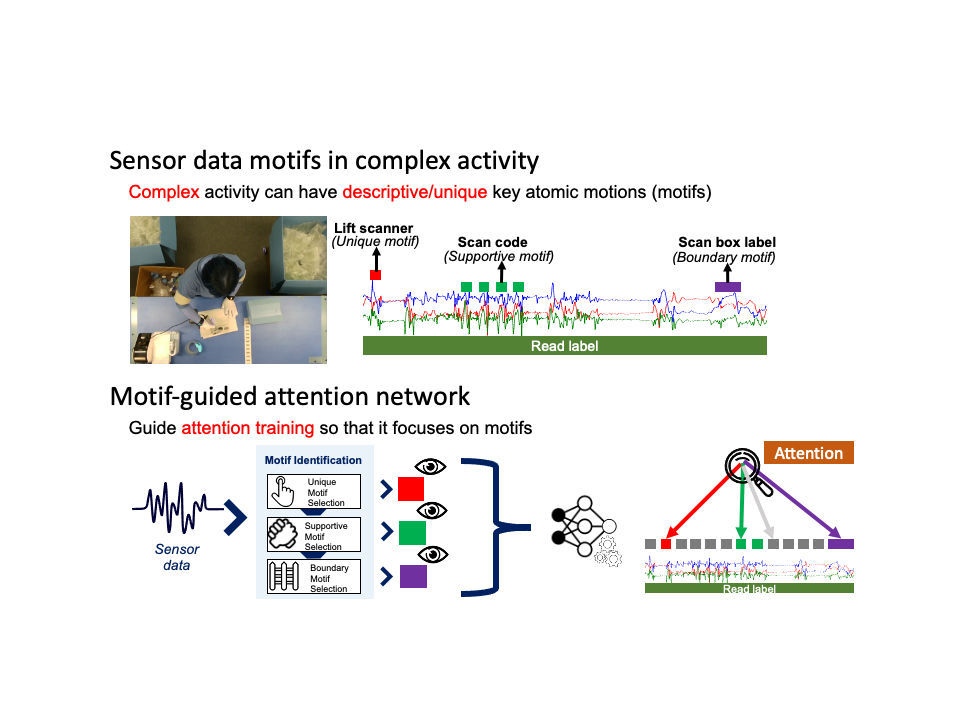 Sensor data motifs in complex activity
Complex activity can have descriptive/unique key atomic motions (motifs)
Lift scanner
(Unique motif)
Scan code
(Supportive motif)
Scan box label
(Boundary motif)
Read label
Motif-guided attention network
Guide attention training so that it focuses on motifs
Motif Identification
Unique
Motif
Selection
Supportive
Motif
Selection
Boundary
Motif
Selection
Sensor
data
Attention
Read label